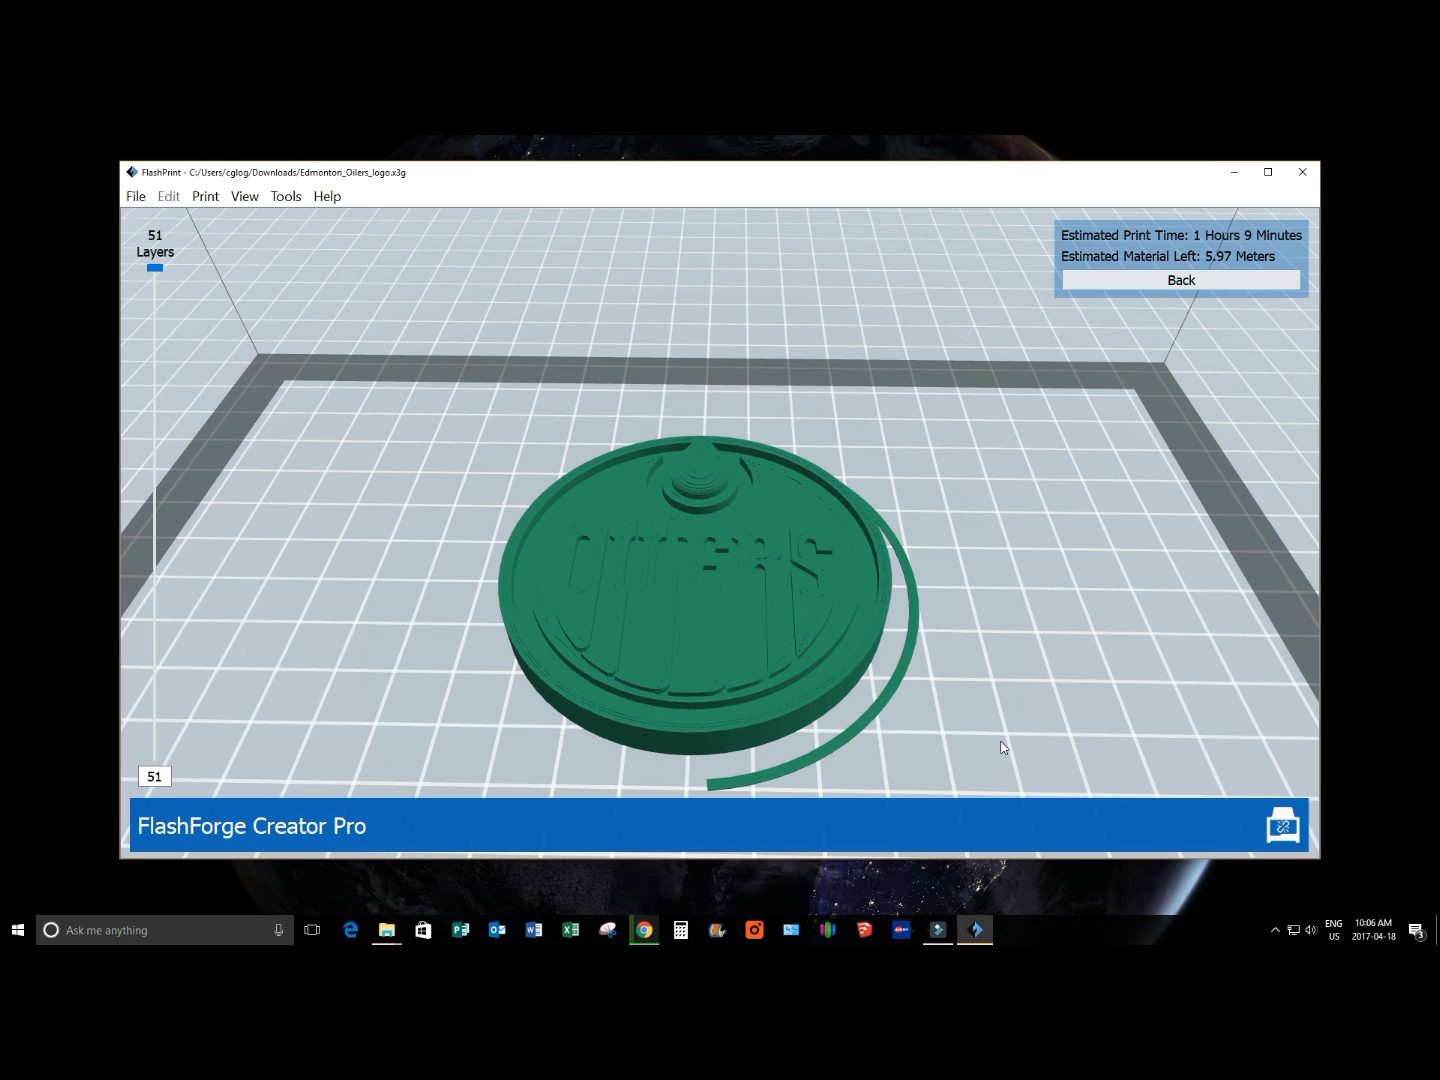 FlashPrint - C:/Users/cglog/Downloads/Edmonton_Oilers_logo.x3g
File Edit Print View Tools Help
51
Layers
Estimated Print Time: 1 Hours 9 Minutes
Estimated Material Left: 5.97 Meters
Back
OILERS
51
FlashForge Creator Pro
Ask me anything
ENG
US
10:06 AM
2017-04-18
3